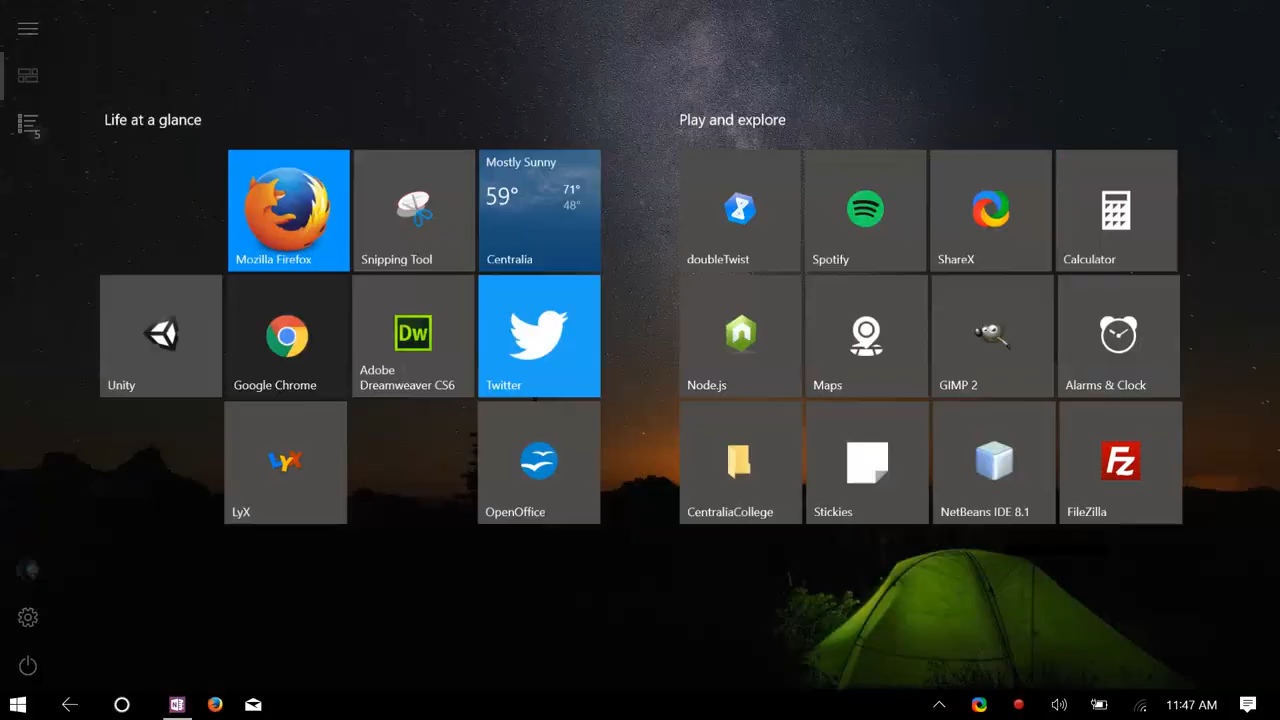 5
Life at a glance
Play and explore
Mozilla Firefox
Snipping Tool
Mostly Sunny
59°
71°
48°
Centralia
doubleTwist
Spotify
ShareX
Calculator
Unity
Google Chrome
Dw
Adobe
Dreamweaver CS6
Twitter
Node.js
Maps
GIMP 2
Alarms & Clock
LyX
LyX
OpenOffice
CentraliaCollege
Stickies
NetBeans IDE 8.1
Fz
FileZilla
N
11:47 AM